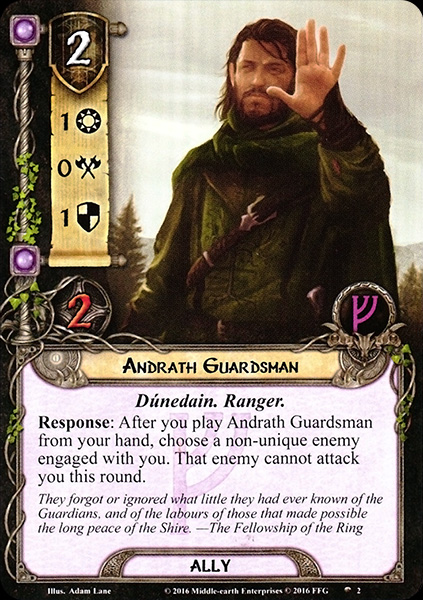 2
1
0
1
2
ANDRATH GUARDSMAN
Dúnedain. Ranger.
Response: After you play Andrath Guardsman
from your hand, choose a non-unique enemy
engaged with you. That enemy cannot attack
you this round.
They forgot or ignored what little they had ever known of the
Guardians, and of the labours of those that made possible
the long peace of the Shire. —The Fellowship of the Ring
ALLY
Illus. Adam Lane © 2016 Middle-earth Enterprises © 2016 FFG 2